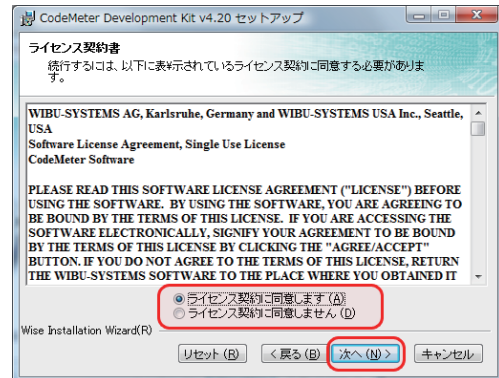 CodeMeter Development Kit v4.20 セットアップ
ライセンス契約書
続行するには、以下に表¥示されているライセンス契約に同意する必要がありま
す。
WIBU-SYSTEMS AG, Karlsruhe, Germany and WIBU-SYSTEMS USA Inc., Seattle,
USA
Software License Agreement, Single Use License
CodeMeter Software
PLEASE READ THIS SOFTWARE LICENSE AGREEMENT ("LICENSE") BEFORE
USING THE SOFTWARE. BY USING THE SOFTWARE, YOU ARE AGREEING TO
BE BOUND BY THE TERMS OF THIS LICENSE. IF YOU ARE ACCESSING THE
SOFTWARE ELECTRONICALLY, SIGNIFY YOUR AGREEMENT TO BE BOUND
BY THE TERMS OF THIS LICENSE BY CLICKING THE "AGREE/ACCEPT"
BUTTON. IF YOU DO NOT AGREE TO THE TERMS OF THIS LICENSE, RETURN
THE WIBU-SYSTEMS SOFTWARE TO THE PLACE WHERE YOU OBTAINED IT
ライセンス契約に同意します (A)
ライセンス契約に同意しません (D)
Wise Installation Wizard(R)
リセット (R) < 戻る (B) 次へ (N) > キャンセル